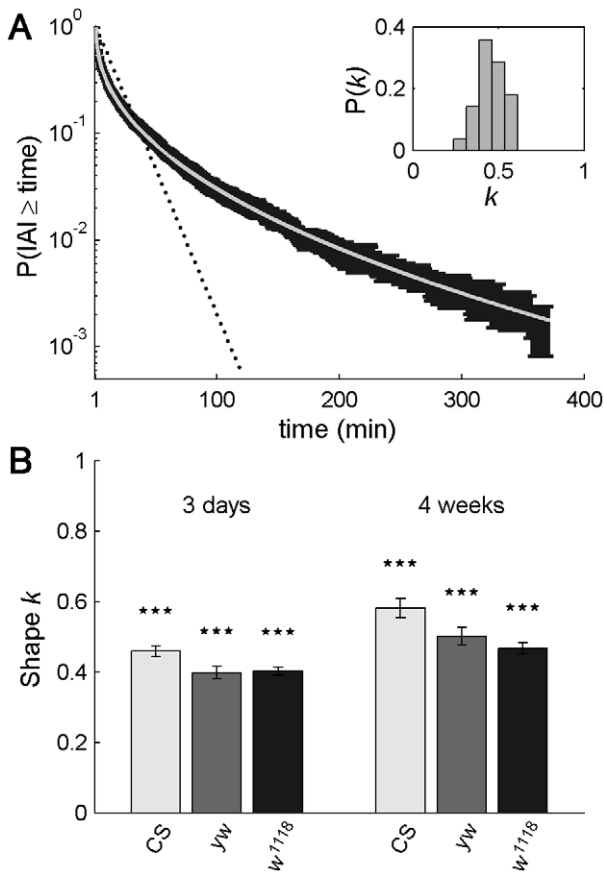 A
10⁰
10⁻¹
10⁻²
10⁻³
P(IAI ≥ time)
1
100
200
300
400
time (min)
0.4
0.2
0
P(k)
0
0.5
1
k
B
1
0.8
0.6
0.4
0.2
0
Shape k
3 days
4 weeks
★★★
★★★
★★★
★★★
★★★
★★★
CS
yw
w¹¹¹⁸
CS
yw
w¹¹¹⁸